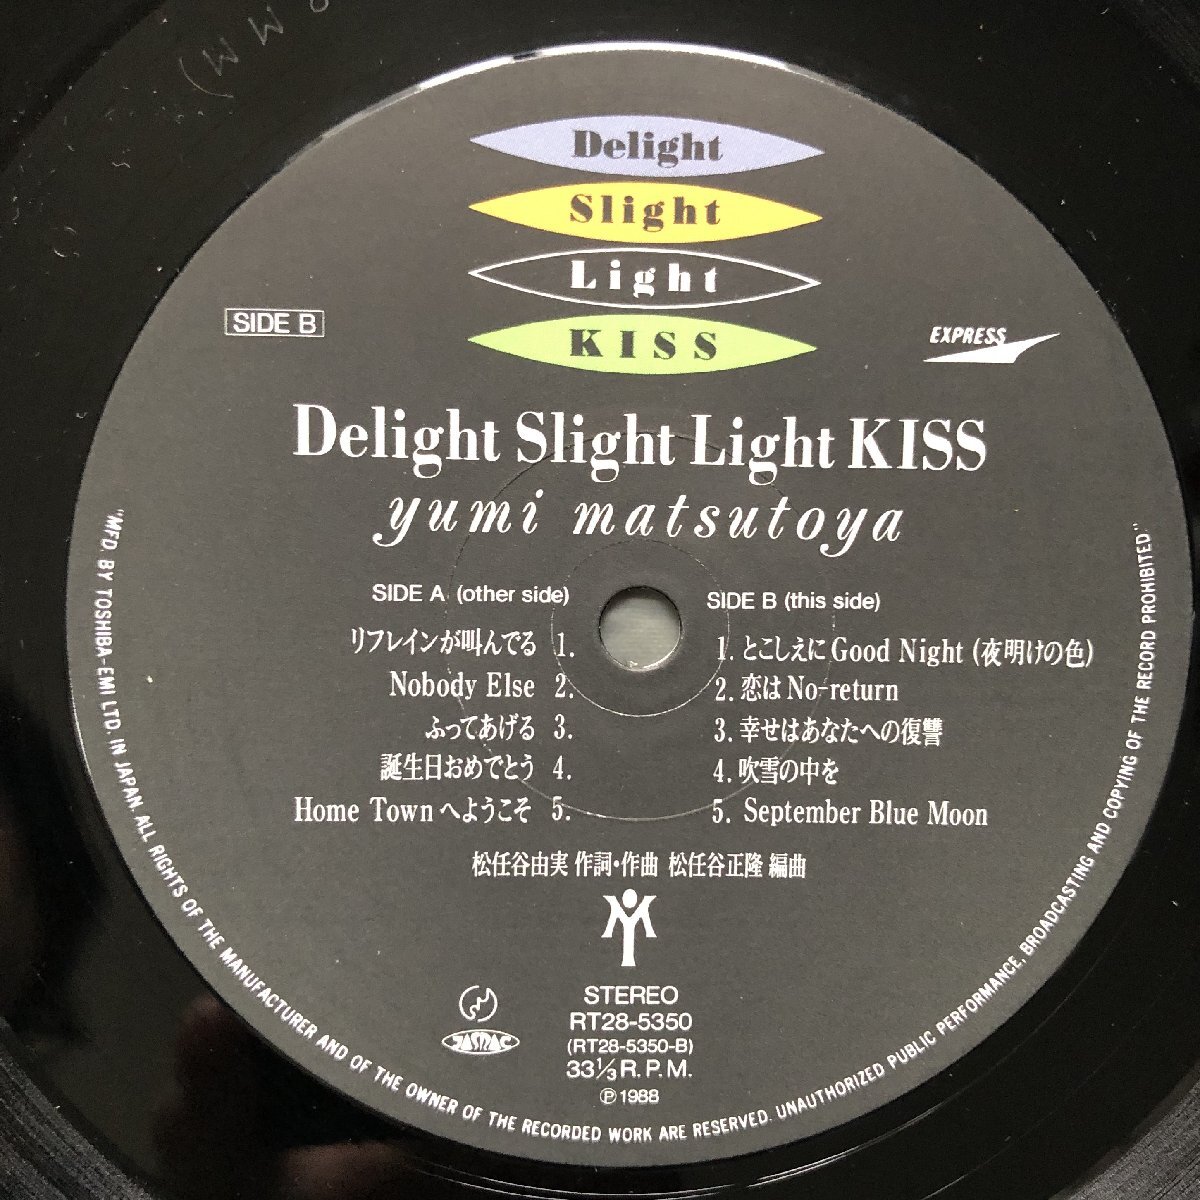 Delight
Slight
Light
KISS
SIDE B
EXPRESS
Delight Slight Light KISS
yumi matsutoya
SIDE A (other side)
リフレインが叫んでる 1.
Nobody Else 2.
ふってあげる 3.
誕生日おめでとう 4.
Home Townへようこそ 5.
SIDE B (this side)
1. とこしえにGood Night (夜明けの色)
2. 恋はNo-return
3. 幸せはあなたへの復讐
4. 吹雪の中を
5. September Blue Moon
松任谷由実 作詞・作曲 松任谷正隆 編曲
JASRAC
STEREO
RT28-5350
(RT28-5350-B)
33⅓R.P.M.
Ⓟ1988
"MFD. BY TOSHIBA-EMI LTD. IN JAPAN. ALL RIGHTS OF THE MANUFACTURER AND OF THE OWNER OF THE RECORDED WORK ARE RESERVED. UNAUTHORIZED PUBLIC PERFORMANCE, BROADCASTING AND COPYING OF THE RECORD PROHIBITED."